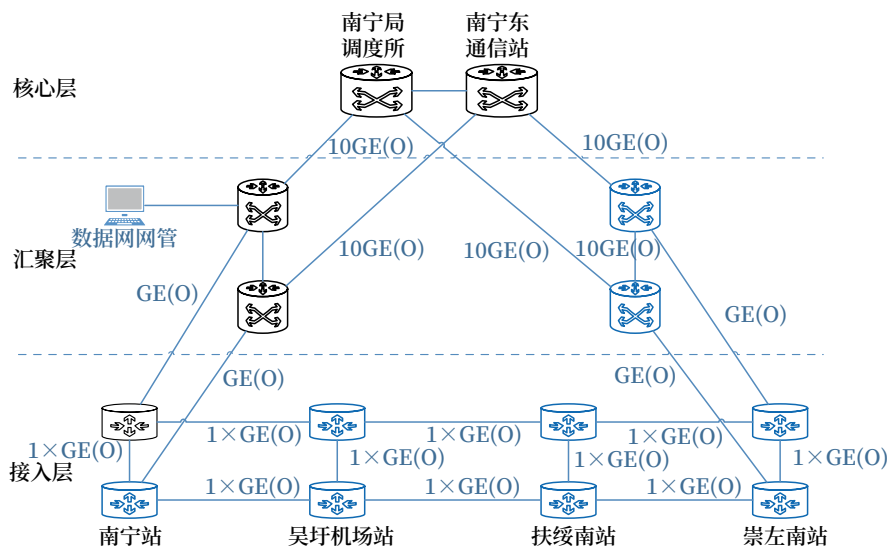 南宁局
调度所
南宁东
通信站
核心层
10GE(O)
10GE(O)
数据网网管
汇聚层
10GE(O)
10GE(O)
10GE(O)
GE(O)
GE(O)
GE(O)
GE(O)
1×GE(O)
1×GE(O)
1×GE(O)
1×GE(O)
1×GE(O)
1×GE(O)
1×GE(O)
接入层
1×GE(O)
1×GE(O)
1×GE(O)
南宁站
吴圩机场站
扶绥南站
崇左南站